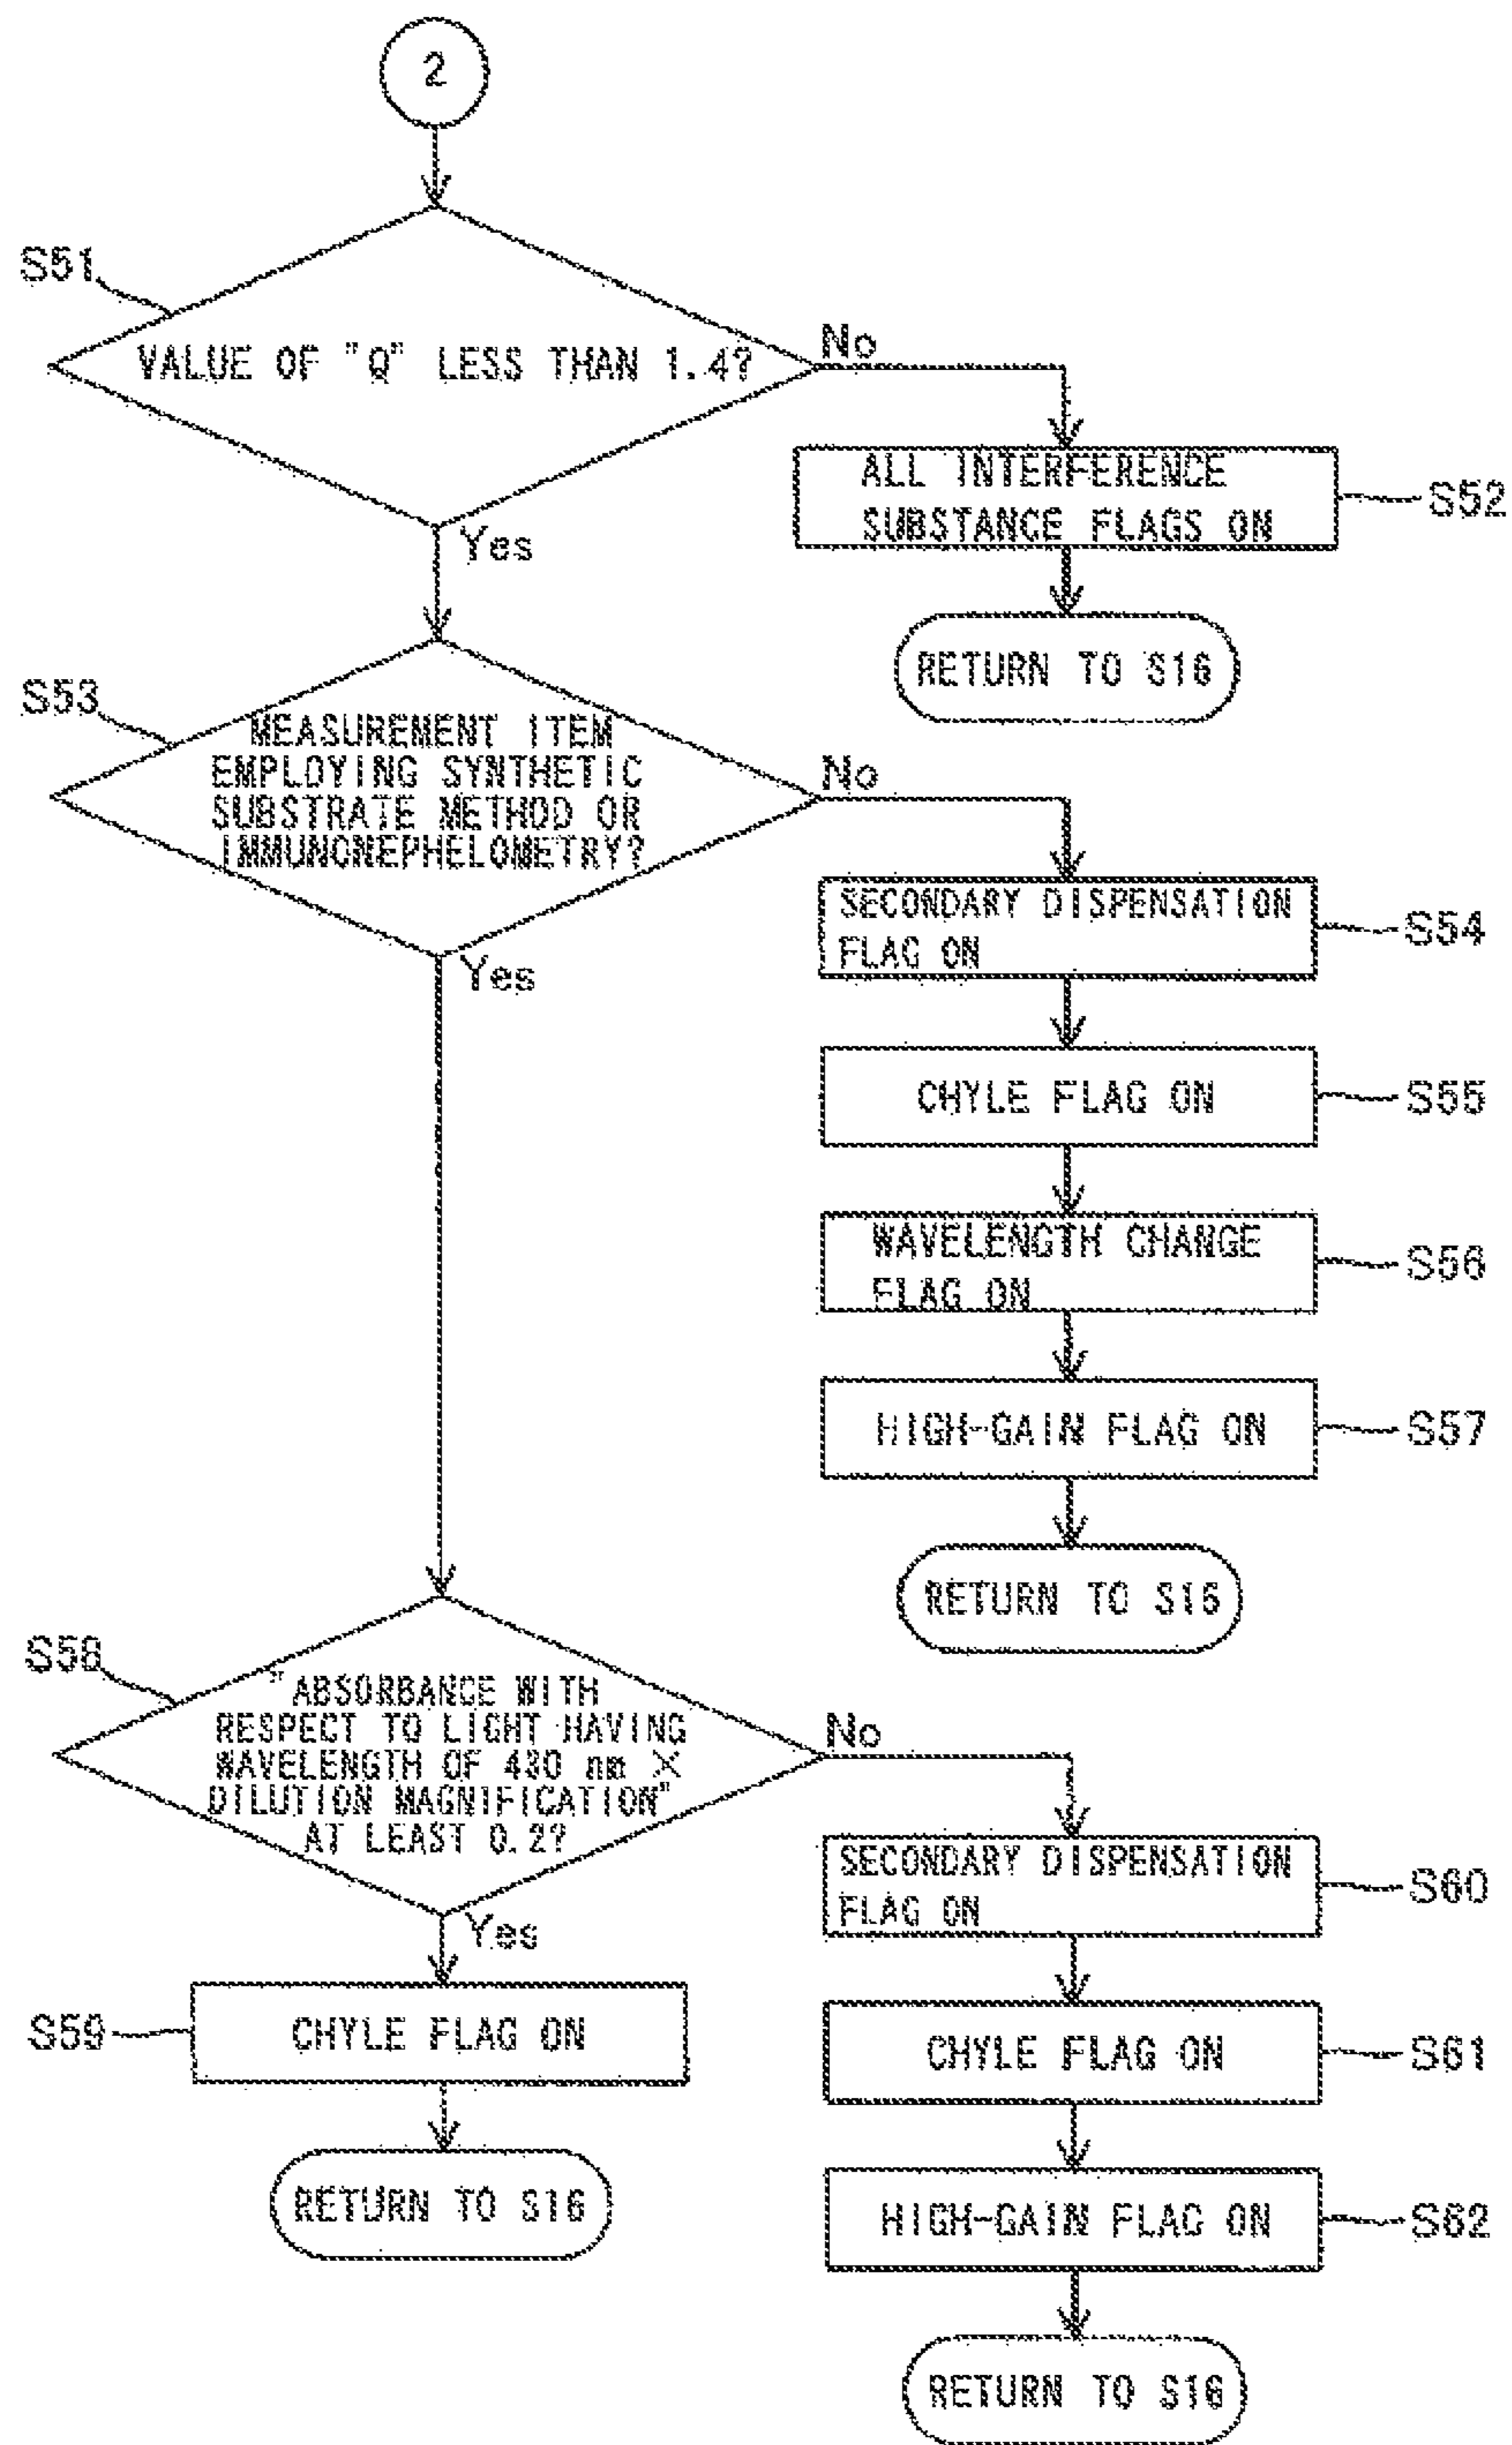 2
S51
VALUE OF "Q" LESS THAN 1.4?
No
Yes
ALL INTERFERENCE
SUBSTANCE FLAGS ON
S52
RETURN TO S16
S53
MEASUREMENT ITEM
EMPLOYING SYNTHETIC
SUBSTRATE METHOD OR
IMMUNONEPHELOMETRY?
No
Yes
SECONDARY DISPENSATION
FLAG ON
S54
CHYLE FLAG ON
S55
WAVELENGTH CHANGE
FLAG ON
S56
HIGH-GAIN FLAG ON
S57
RETURN TO S16
S58
"ABSORBANCE WITH
RESPECT TO LIGHT HAVING
WAVELENGTH OF 430 nm ×
DILUTION MAGNIFICATION"
AT LEAST 0.2?
No
Yes
CHYLE FLAG ON
S59
RETURN TO S16
SECONDARY DISPENSATION
FLAG ON
S60
CHYLE FLAG ON
S61
HIGH-GAIN FLAG ON
S62
RETURN TO S16